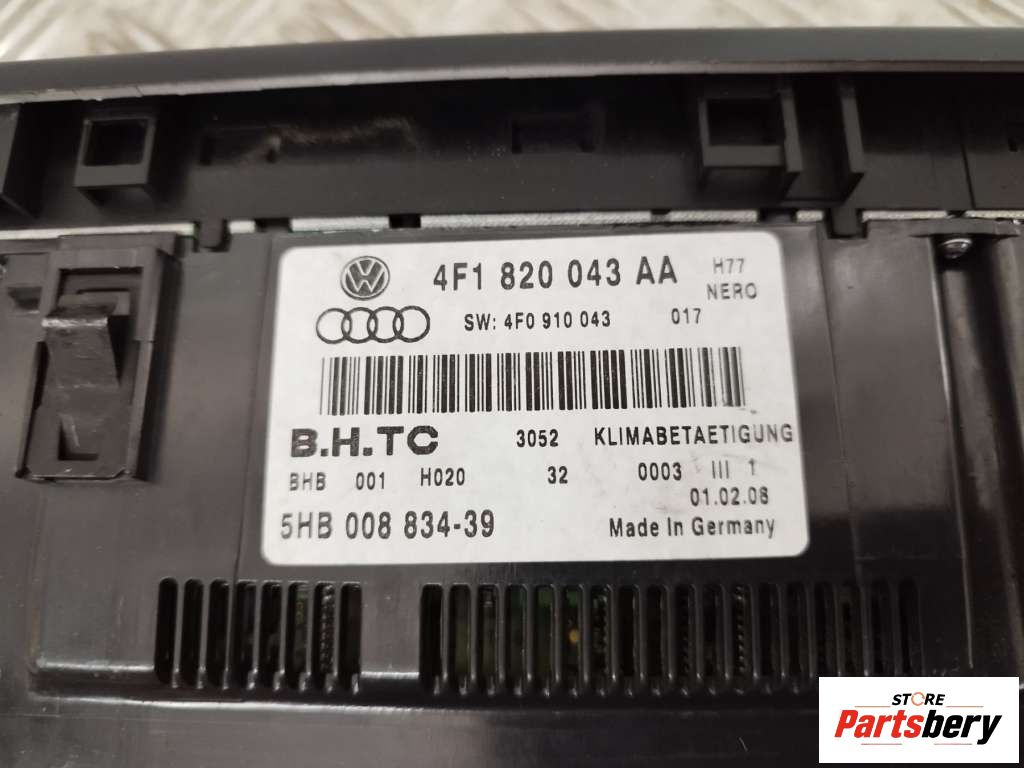 4F1 820 043 AA H77
NERO
SW: 4F0 910 043 017
B.H.TC 3052 KLIMABETAETIGUNG
BHB 001 H020 32 0003 III 1
01.02.08
5HB 008 834-39 Made In Germany
STORE
Partsbery